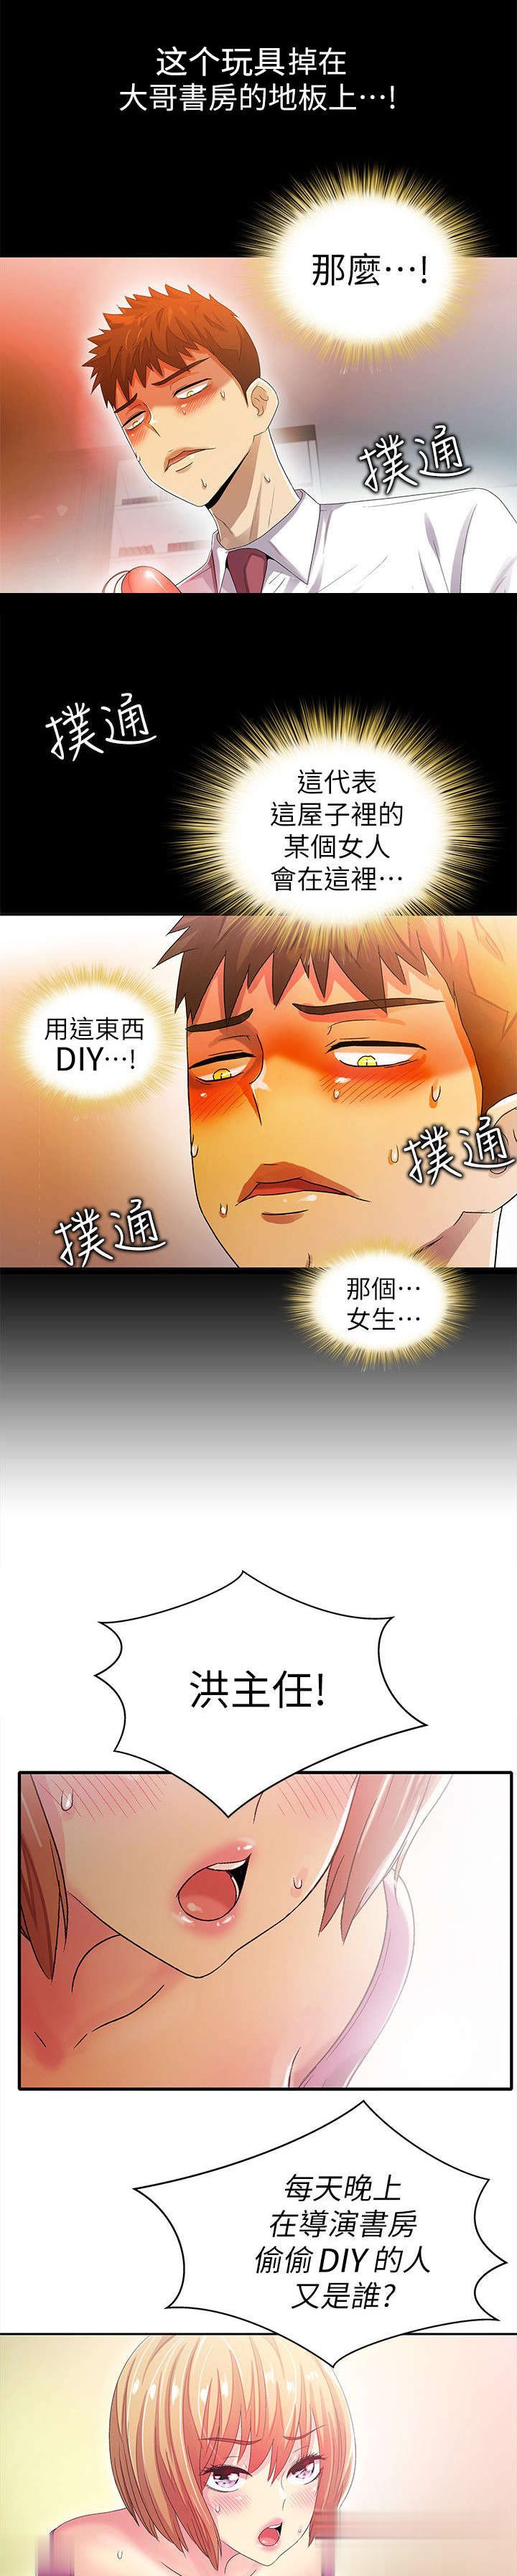 这个玩具掉在
大哥書房的地板上…!
那麼…!
撲通
撲通
這代表
這屋子裡的
某個女人
會在這裡…
用這東西
DIY…!
撲通
撲通
那個…
女生…
洪主任!
每天晚上
在導演書房
偷偷DIY的人
又是誰?